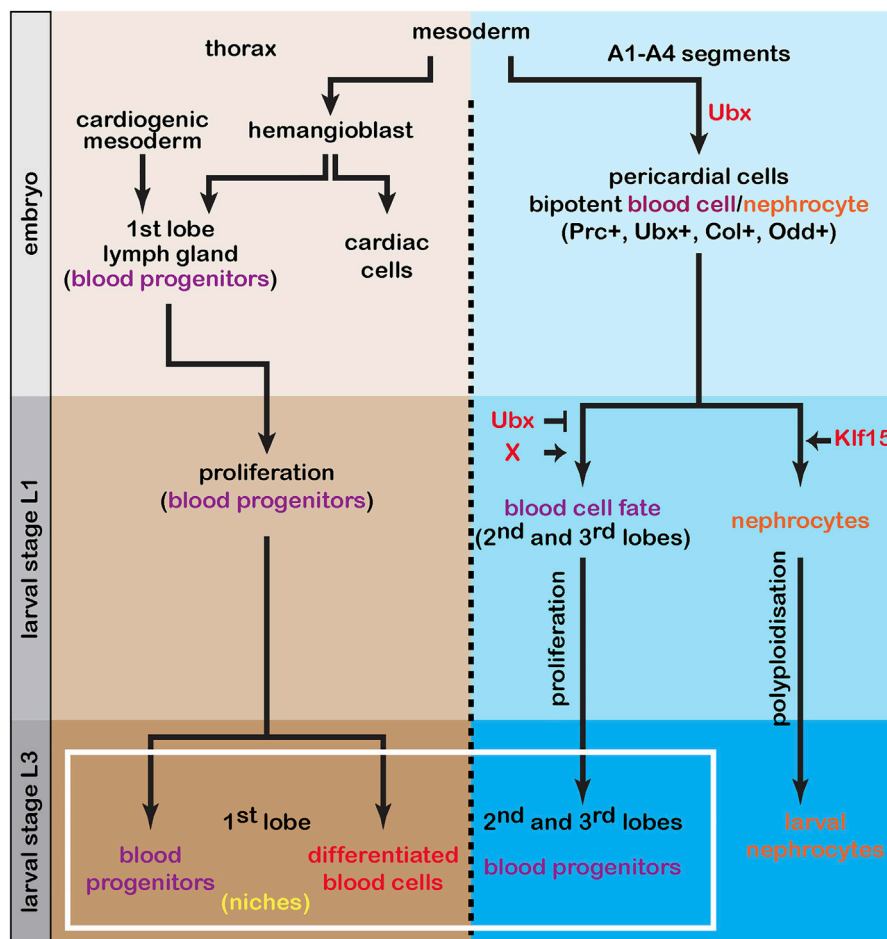 mesoderm
thorax
A1-A4 segments
Ubx
cardiogenic
mesoderm
hemangioblast
pericardial cells
bipotent blood cell/nephrocyte
(Prc+, Ubx+, Col+, Odd+)
1st lobe
lymph gland
(blood progenitors)
cardiac
cells
embryo
Ubx
X
Klf15
proliferation
(blood progenitors)
blood cell fate
(2nd and 3rd lobes)
nephrocytes
larval stage L1
proliferation
polyploidisation
larval stage L3
1st lobe
blood
progenitors
differentiated
blood cells
(niches)
2nd and 3rd lobes
blood progenitors
larval
nephrocytes